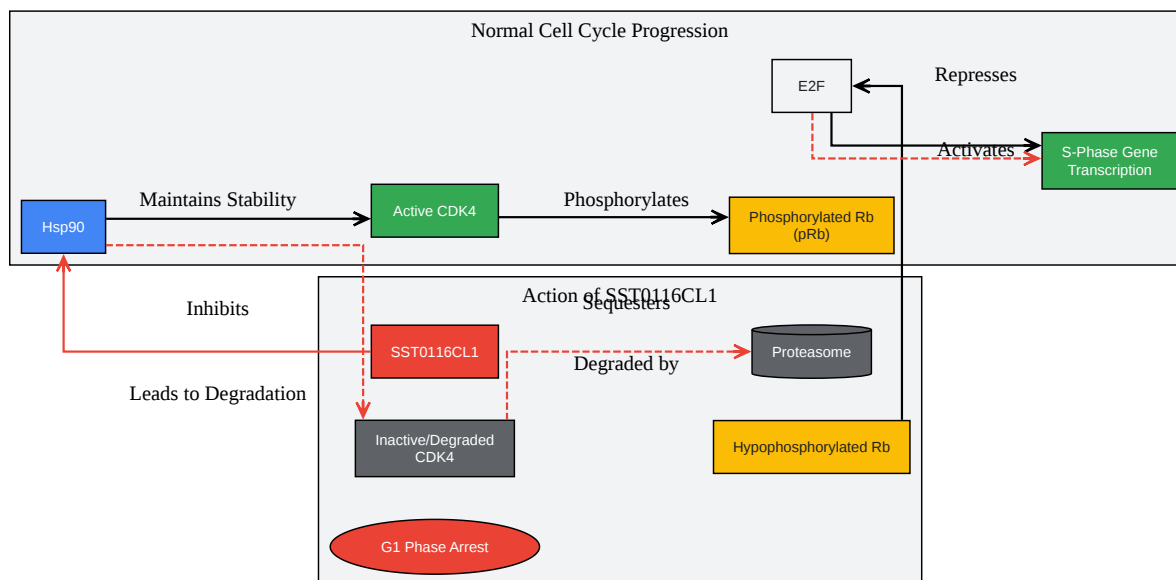 Normal Cell Cycle Progression
E2F
Represses
Activates
S-Phase Gene
Transcription
Maintains Stability
Active CDK4
Phosphorylates
Hsp90
Phosphorylated Rb
(pRb)
Action of SST0116CL1
Sequesters
Inhibits
SST0116CL1
Proteasome
Degraded by
Leads to Degradation
Inactive/Degraded
CDK4
Hypophosphorylated Rb
G1 Phase Arrest